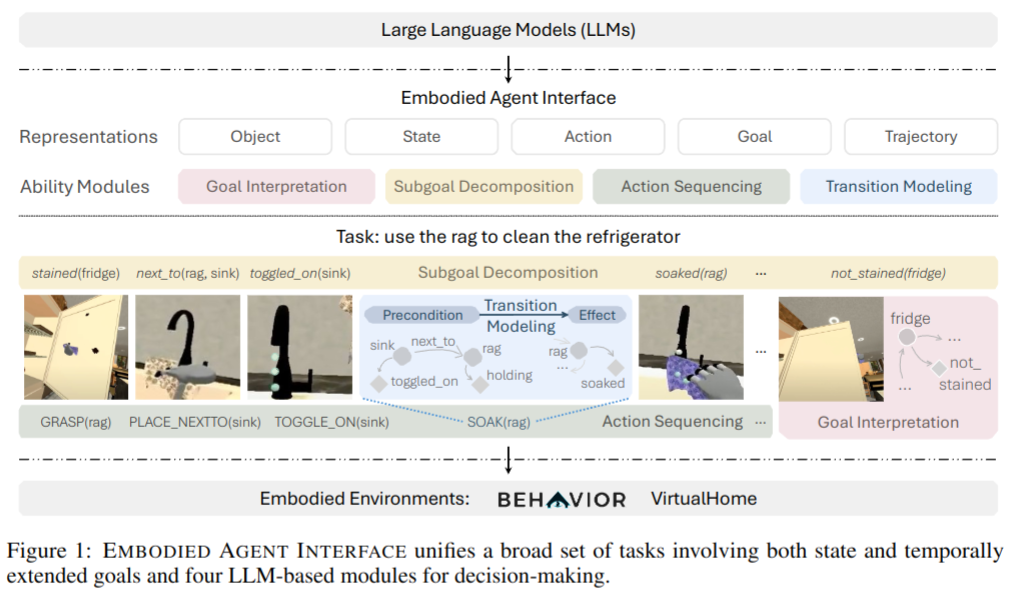 Large Language Models (LLMs)
Embodied Agent Interface
Representations Object State Action Goal Trajectory
Ability Modules Goal Interpretation Subgoal Decomposition Action Sequencing Transition Modeling
Task: use the rag to clean the refrigerator
stained(fridge) next_to(rag, sink) toggled_on(sink) Subgoal Decomposition soaked(rag) ... not_stained(fridge)
Precondition Transition Modeling Effect
sink next_to rag
toggled_on holding
rag
...
soaked
...
fridge
...
not_
stained
...
GRASP(rag) PLACE_NEXTTO(sink) TOGGLE_ON(sink) SOAK(rag) Action Sequencing ... Goal Interpretation
Embodied Environments: BEHAVIOR VirtualHome
Figure 1: EMBODIED AGENT INTERFACE unifies a broad set of tasks involving both state and temporally
extended goals and four LLM-based modules for decision-making.